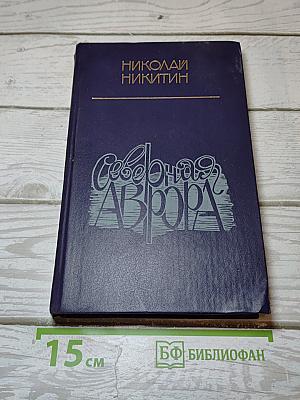 НИКОЛАЙ
НИКИТИН
северная
АВРОРА
15 см
БФ БИБЛИОФАН